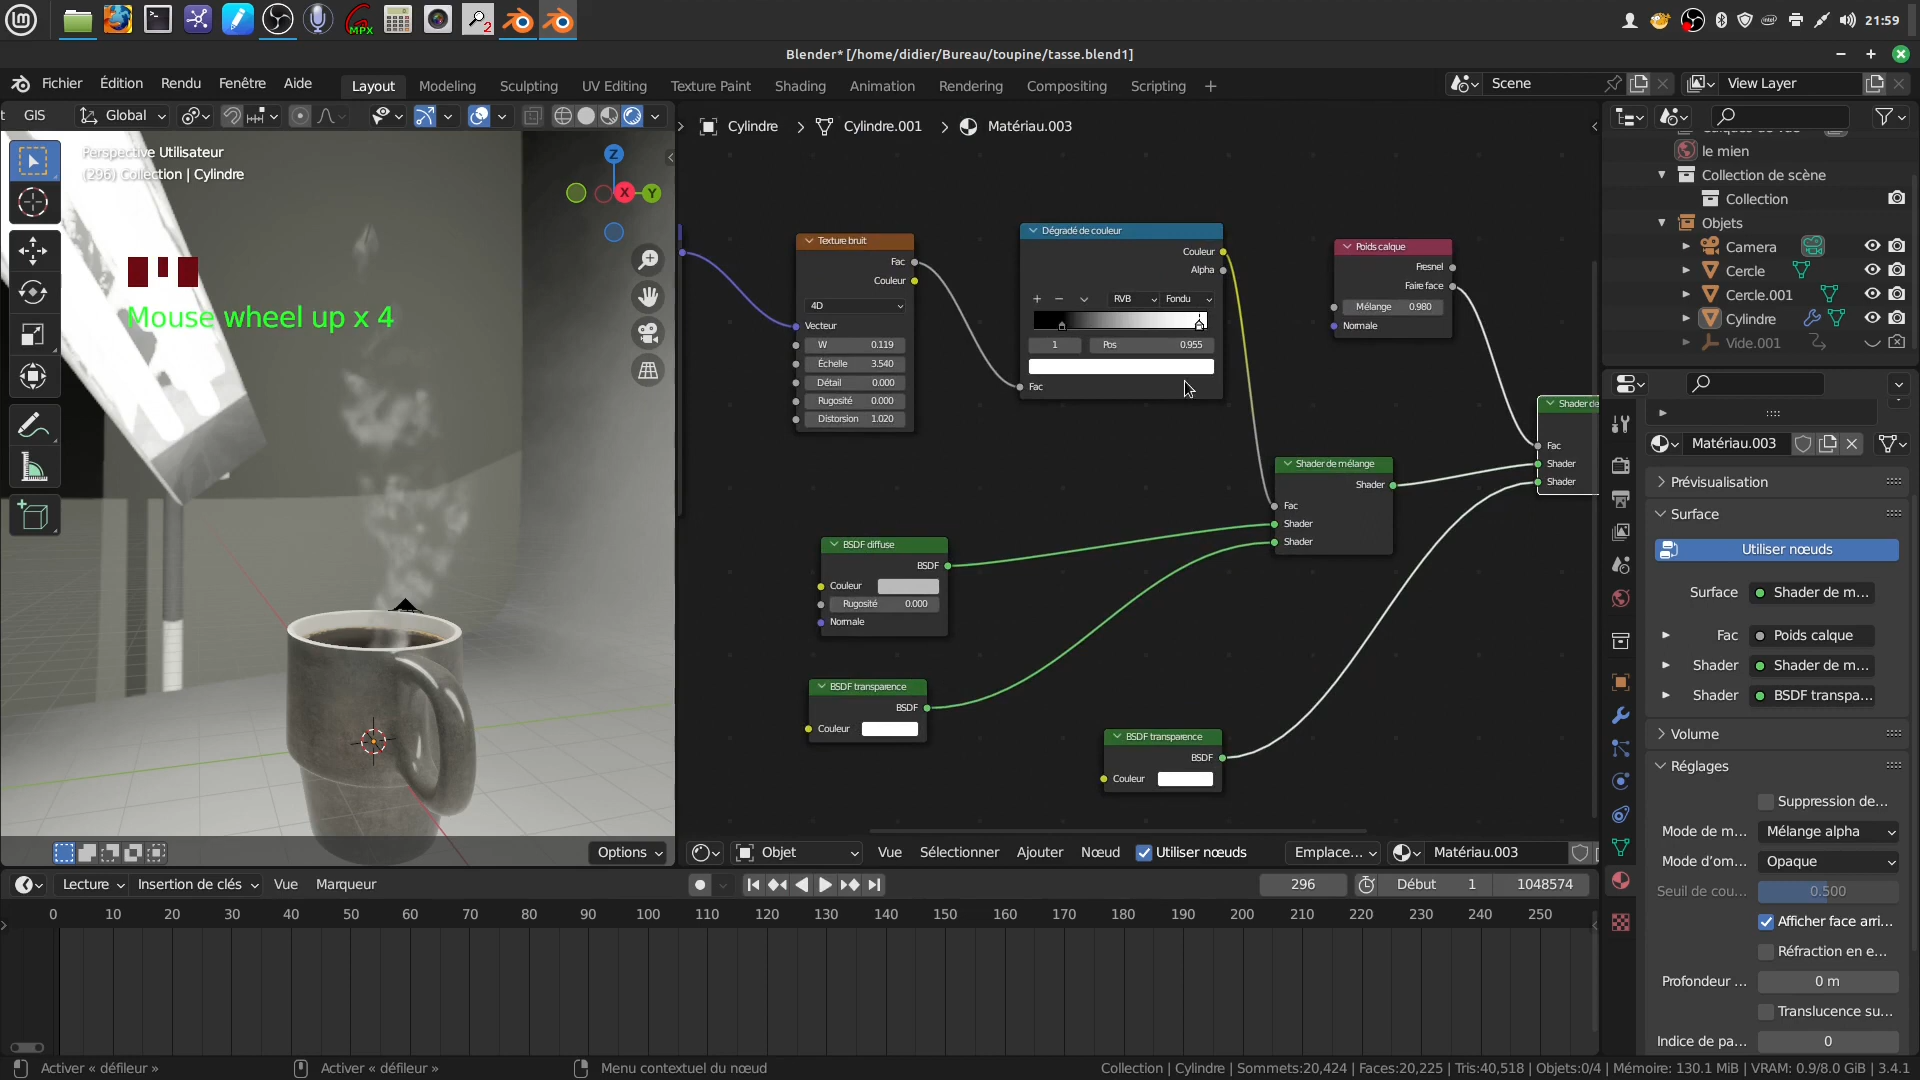 MPX
2
21:59
Blender* [/home/didier/Bureau/toupine/tasse.blend1]
Fichier Édition Rendu Fenêtre Aide
Layout Modeling Sculpting UV Editing Texture Paint Shading Animation Rendering Compositing Scripting +
Scene
View Layer
GIS
Global
Cylindre > Cylindre.001 > Matériau.003
Perspective Utilisateur
(296) Collection | Cylindre
Z
X
Y
Mouse wheel up x 4
Texture bruit
Fac
Couleur
4D
Vecteur
W 0.119
Échelle 3.540
Détail 0.000
Rugosité 0.000
Distorsion 1.020
Dégradé de couleur
Couleur
Alpha
RVB Fondu
1 Pos 0.955
Fac
Poids calque
Fresnel
Faire face
Mélange 0.980
Normale
Shader de
Fac
Shader
Shader
Shader de mélange
Shader
Fac
Shader
Shader
BSDF diffuse
BSDF
Couleur
Rugosité 0.000
Normale
BSDF transparence
BSDF
Couleur
BSDF transparence
BSDF
Couleur
le mien
Collection de scène
Collection
Objets
Camera
Cercle
Cercle.001
Cylindre
Vide.001
Matériau.003
Prévisualisation
Surface
Utiliser nœuds
Surface Shader de m...
Fac Poids calque
Shader Shader de m...
Shader BSDF transpa...
Volume
Réglages
Suppression de...
Mode de m... Mélange alpha
Mode d'om... Opaque
Seuil de cou... 0.500
Afficher face arri...
Réfraction en e...
Profondeur ... 0 m
Translucence su...
Indice de pa... 0
Options
Objet Vue Sélectionner Ajouter Nœud Utiliser nœuds Emplace... Matériau.003
Lecture Insertion de clés Vue Marqueur
296 Début 1 1048574
0 10 20 30 40 50 60 70 80 90 100 110 120 130 140 150 160 170 180 190 200 210 220 230 240 250
Activer « défileur » Activer « défileur » Menu contextuel du nœud
Collection | Cylindre | Sommets:20,424 | Faces:20,225 | Tris:40,518 | Objets:0/4 | Mémoire: 130.1 MiB | VRAM: 0.9/8.0 GiB | 3.4.1